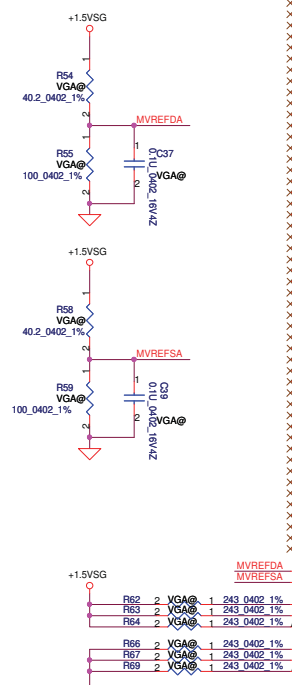 +1.5VSG
1
R54
VGA@
40.2_0402_1%
2
MVREFDA
1
R55
VGA@
100_0402_1%
2
1
C37
0.1U_0402_16V4Z
VGA@
2
+1.5VSG
1
R58
VGA@
40.2_0402_1%
2
MVREFSA
1
R59
VGA@
100_0402_1%
2
1
C39
0.1U_0402_16V4Z
VGA@
2
MVREFDA
MVREFSA
+1.5VSG
R62 2 VGA@ 1 243_0402_1%
R63 2 VGA@ 1 243_0402_1%
R64 2 VGA@ 1 243_0402_1%
R66 2 VGA@ 1 243_0402_1%
R67 2 VGA@ 1 243_0402_1%
R69 2 VGA@ 1 243_0402_1%